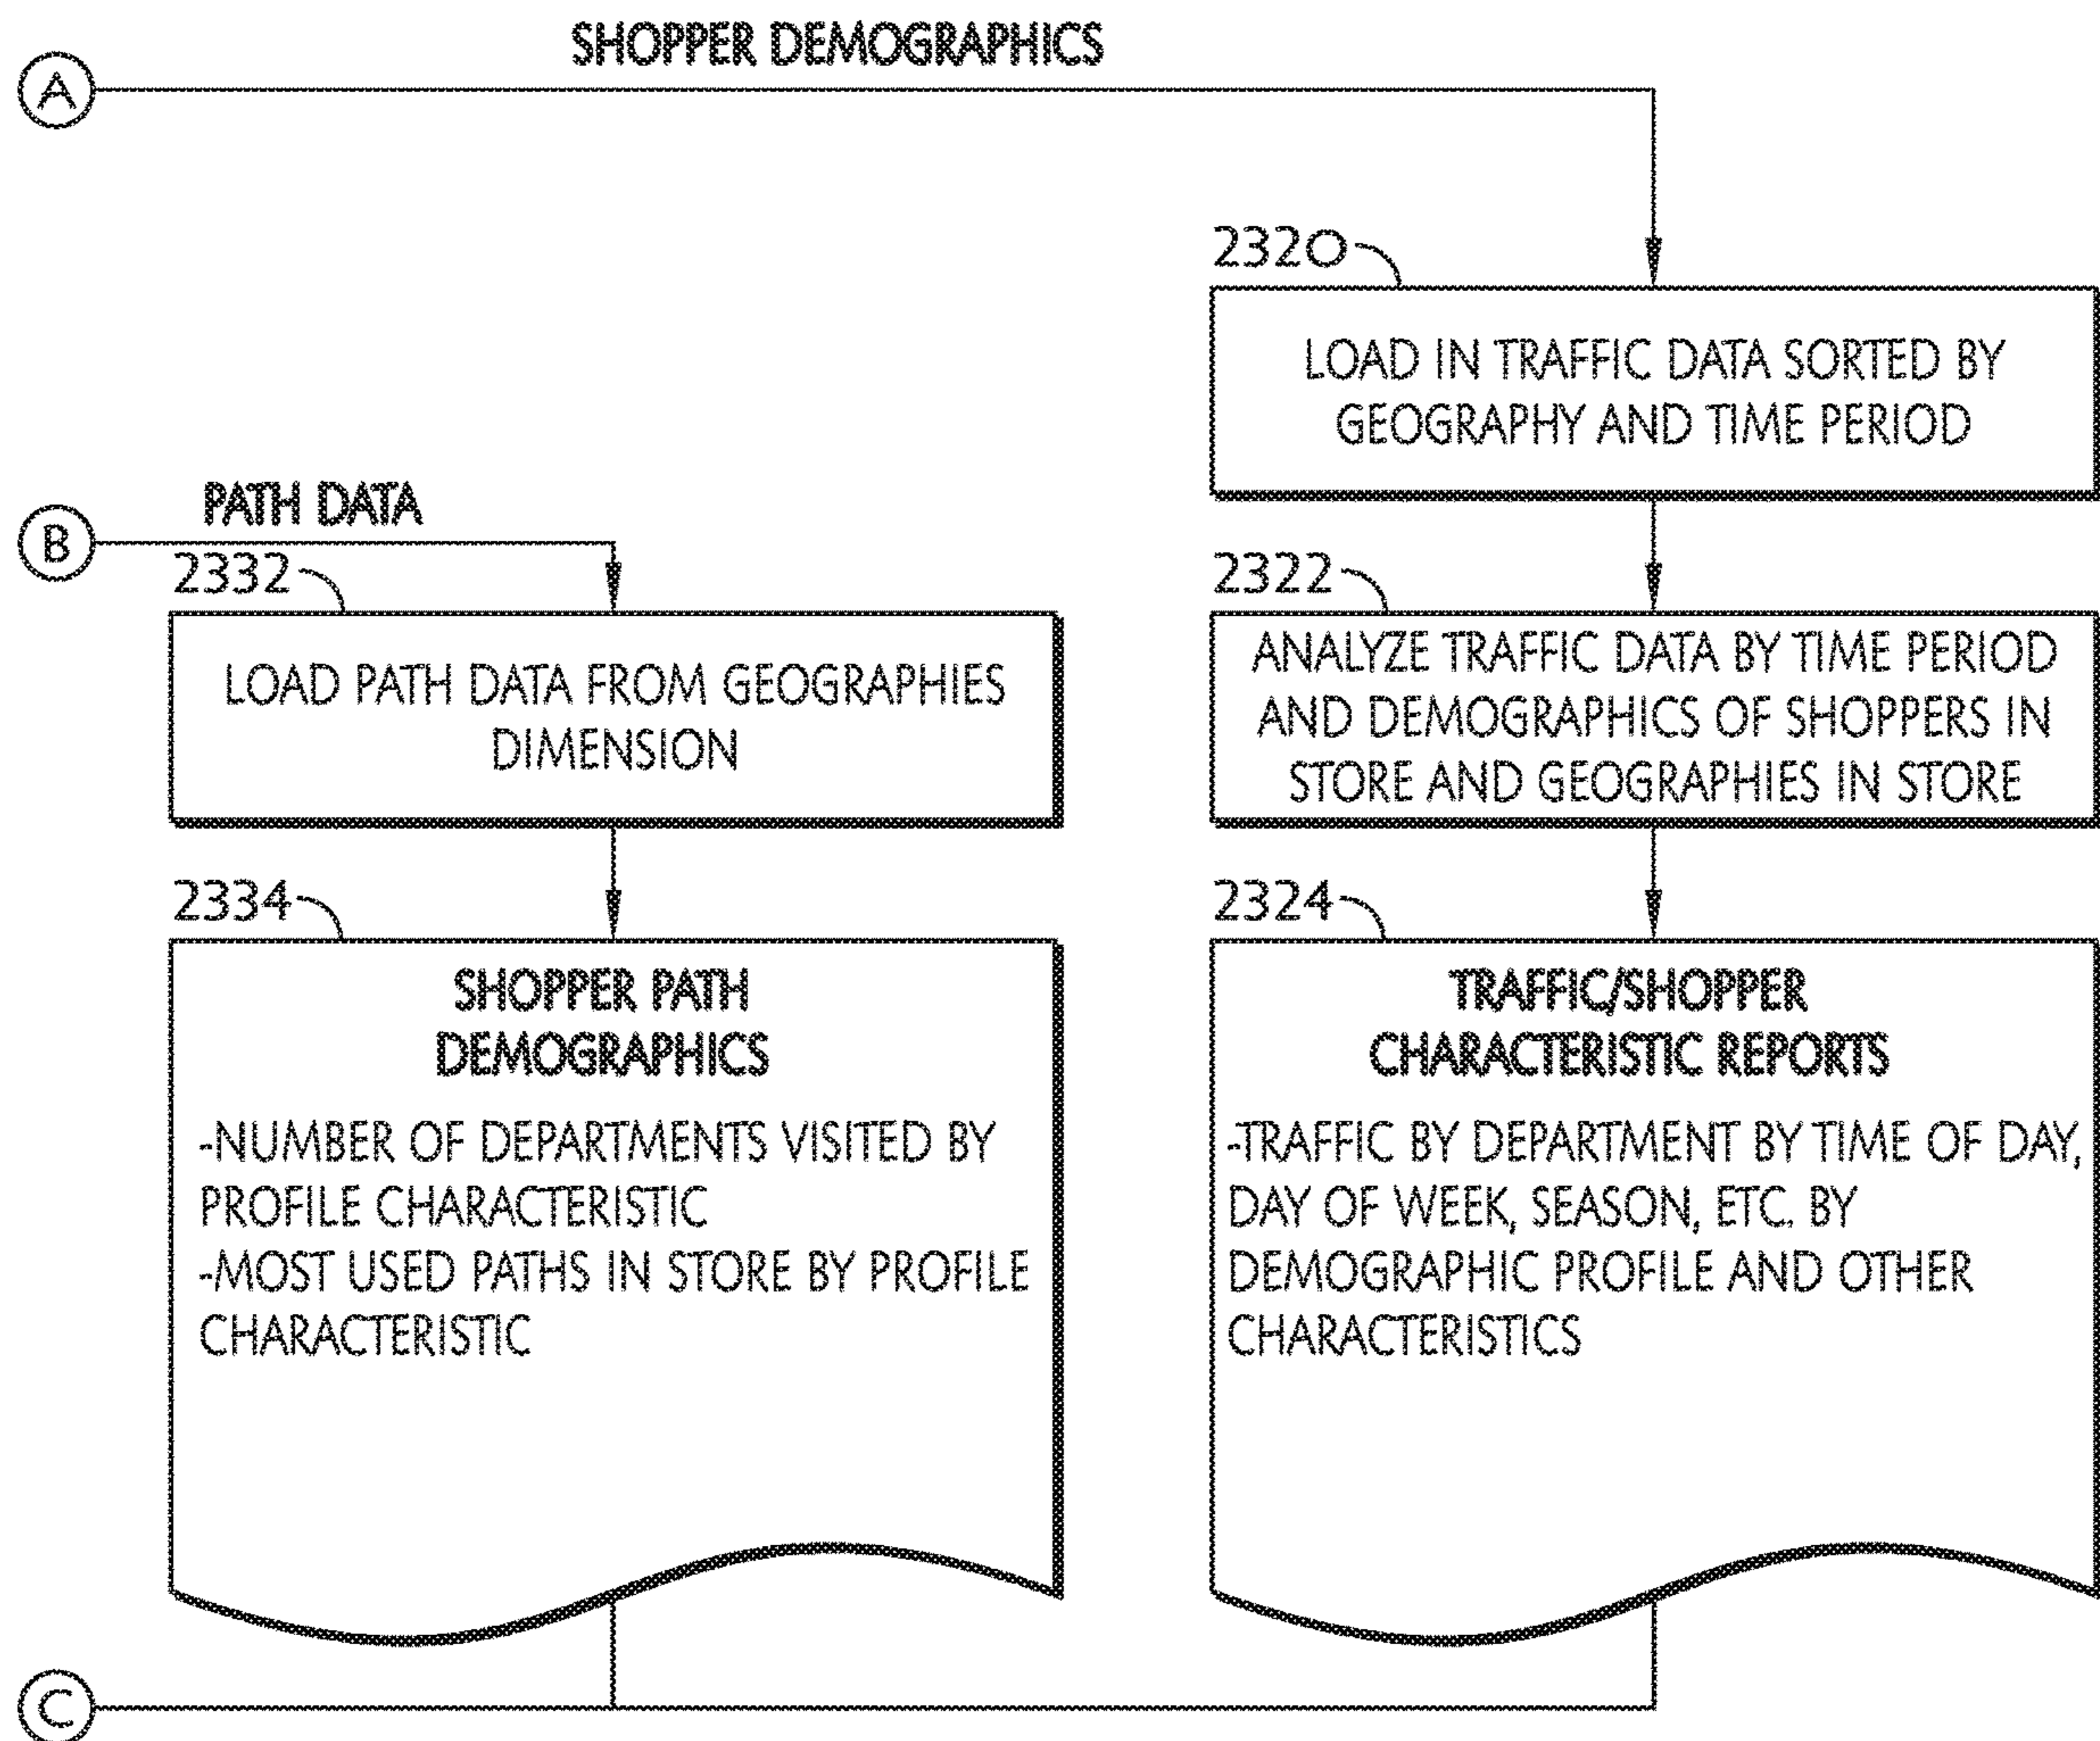 SHOPPER DEMOGRAPHICS
A
2320
LOAD IN TRAFFIC DATA SORTED BY
GEOGRAPHY AND TIME PERIOD
PATH DATA
B
2332
LOAD PATH DATA FROM GEOGRAPHIES
DIMENSION
2322
ANALYZE TRAFFIC DATA BY TIME PERIOD
AND DEMOGRAPHICS OF SHOPPERS IN
STORE AND GEOGRAPHIES IN STORE
2334
SHOPPER PATH
DEMOGRAPHICS
-NUMBER OF DEPARTMENTS VISITED BY
PROFILE CHARACTERISTIC
-MOST USED PATHS IN STORE BY PROFILE
CHARACTERISTIC
2324
TRAFFIC/SHOPPER
CHARACTERISTIC REPORTS
-TRAFFIC BY DEPARTMENT BY TIME OF DAY,
DAY OF WEEK, SEASON, ETC. BY
DEMOGRAPHIC PROFILE AND OTHER
CHARACTERISTICS
C